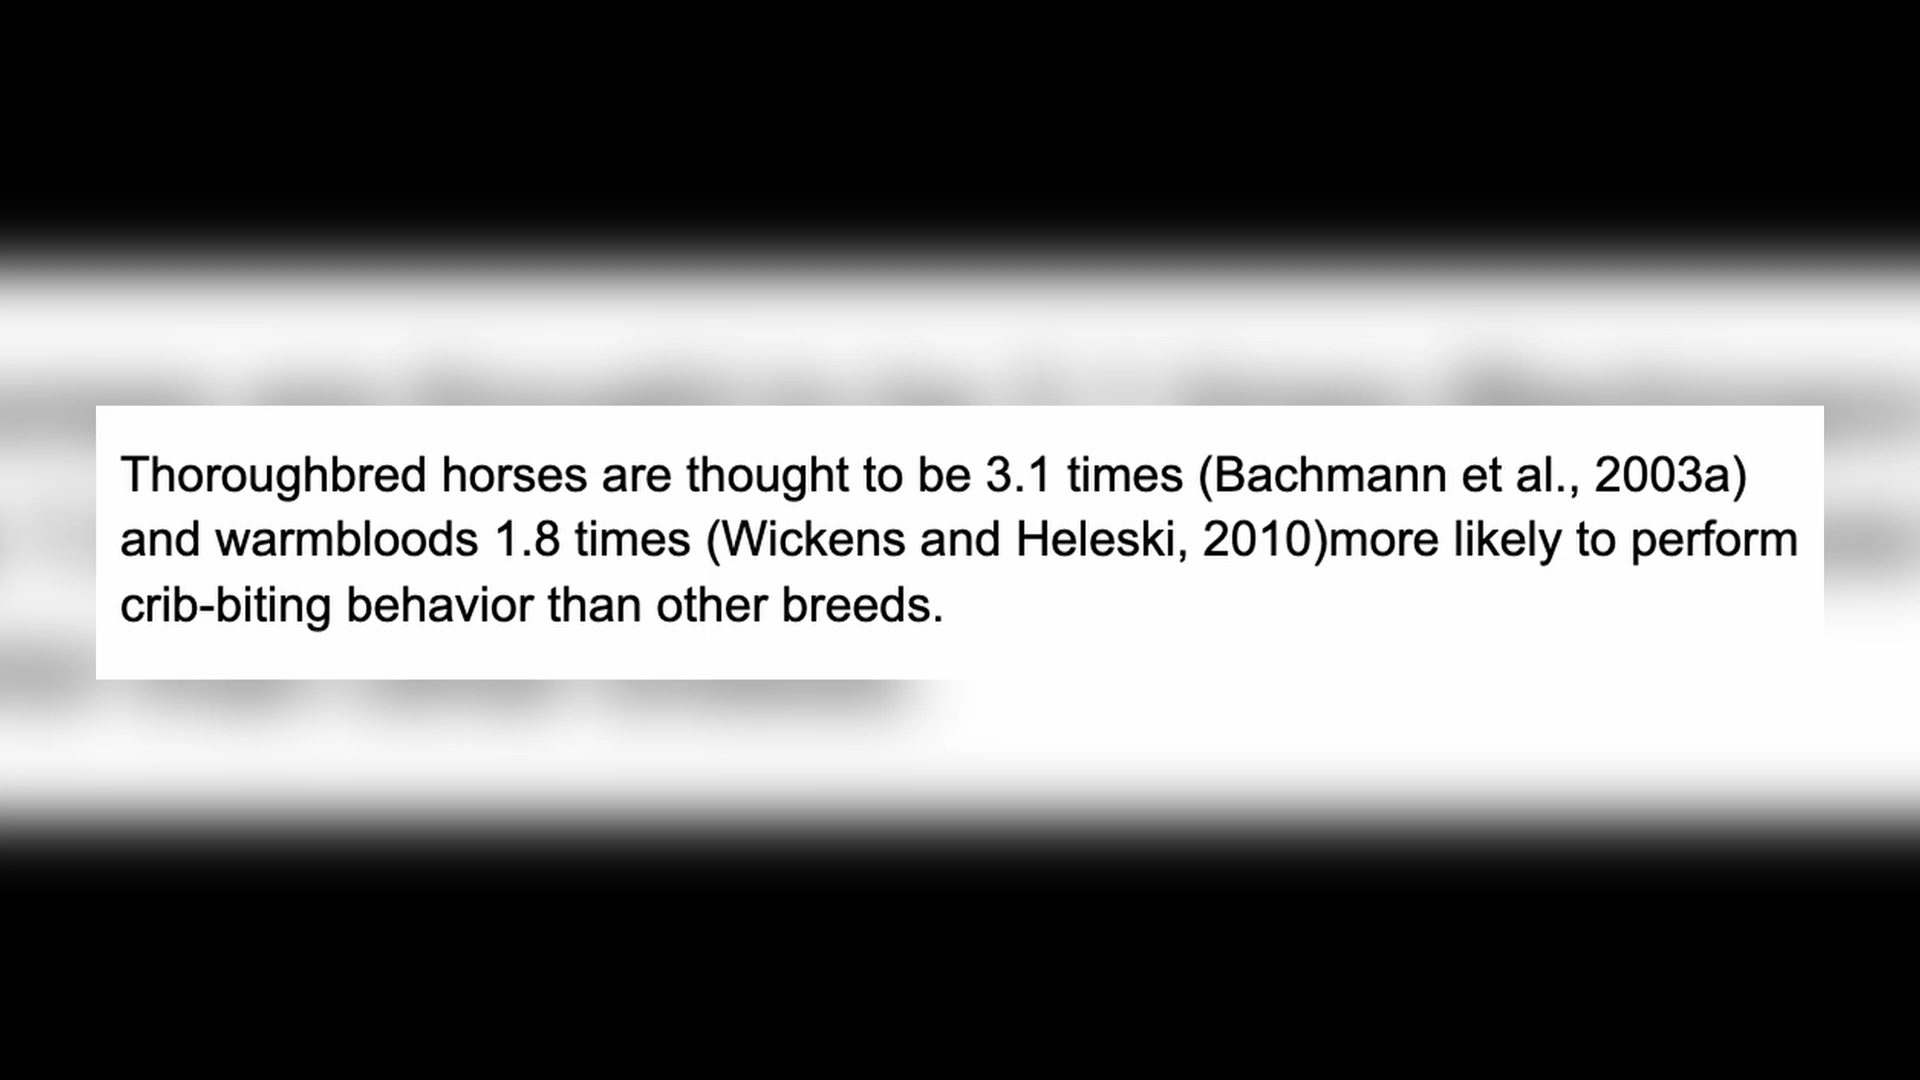 Thoroughbred horses are thought to be 3.1 times (Bachmann et al., 2003a)
and warmbloods 1.8 times (Wickens and Heleski, 2010)more likely to perform
crib-biting behavior than other breeds.